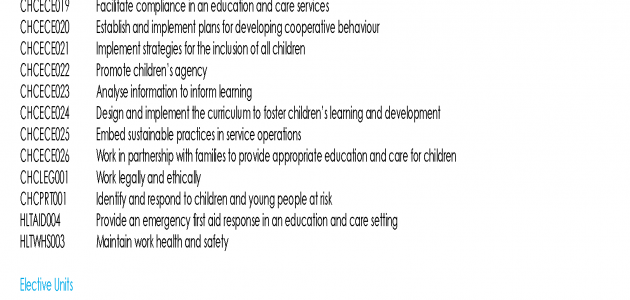 CHCECE019 Facilitate compliance in an education and care services
CHCECE020 Establish and implement plans for developing cooperative behaviour
CHCECE021 Implement strategies for the inclusion of all children
CHCECE022 Promote children's agency
CHCECE023 Analyse information to inform learning
CHCECE024 Design and implement the curriculum to foster children's learning and development
CHCECE025 Embed sustainable practices in service operations
CHCECE026 Work in partnership with families to provide appropriate education and care for children
CHCLEG001 Work legally and ethically
CHCPRT001 Identify and respond to children and young people at risk
HLTAID004 Provide an emergency first aid response in an education and care setting
HLTWHS003 Maintain work health and safety
Elective Units